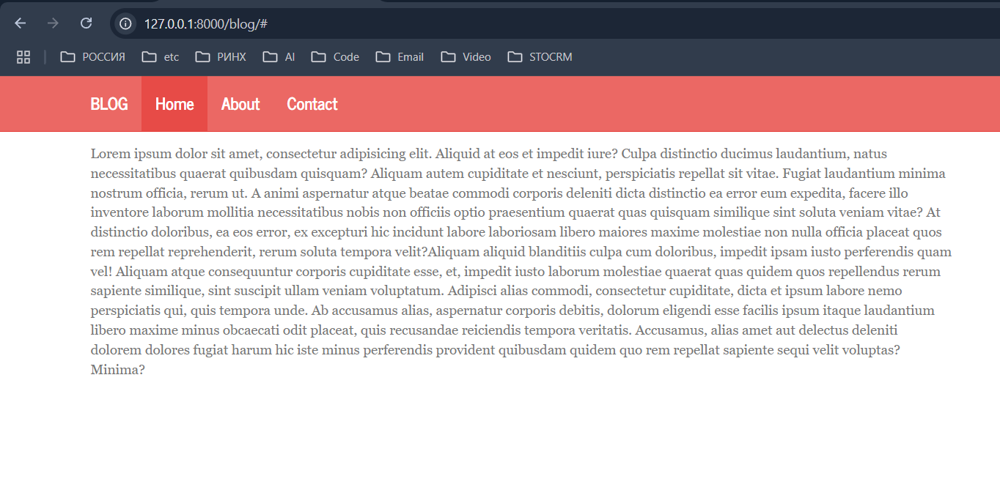 127.0.0.1:8000/blog/#
РОССИЯ etc РИНХ AI Code Email Video STOCRM
BLOG Home About Contact
Lorem ipsum dolor sit amet, consectetur adipisicing elit. Aliquid at eos et impedit iure? Culpa distinctio ducimus laudantium, natus
necessitatibus quaerat quibusdam quisquam? Aliquam autem cupiditate et nesciunt, perspiciatis repellat sit vitae. Fugiat laudantium minima
nostrum officia, rerum ut. A animi aspernatur atque beatae commodi corporis deleniti dicta distinctio ea error eum expedita, facere illo
inventore laborum mollitia necessitatibus nobis non officiis optio praesentium quaerat quas quisquam similique sint soluta veniam vitae? At
distinctio doloribus, ea eos error, ex excepturi hic incidunt labore laboriosam libero maiores maxime molestiae non nulla officia placeat quos
rem repellat reprehenderit, rerum soluta tempora velit?Aliquam aliquid blanditiis culpa cum doloribus, impedit ipsam iusto perferendis quam
vel! Aliquam atque consequuntur corporis cupiditate esse, et, impedit iusto laborum molestiae quaerat quas quidem quos repellendus rerum
sapiente similique, sint suscipit ullam veniam voluptatum. Adipisci alias commodi, consectetur cupiditate, dicta et ipsum labore nemo
perspiciatis qui, quis tempora unde. Ab accusamus alias, aspernatur corporis debitis, dolorum eligendi esse facilis ipsum itaque laudantium
libero maxime minus obcaecati odit placeat, quis recusandae reiciendis tempora veritatis. Accusamus, alias amet aut delectus deleniti
dolorem dolores fugiat harum hic iste minus perferendis provident quibusdam quidem quo rem repellat sapiente sequi velit voluptas?
Minima?